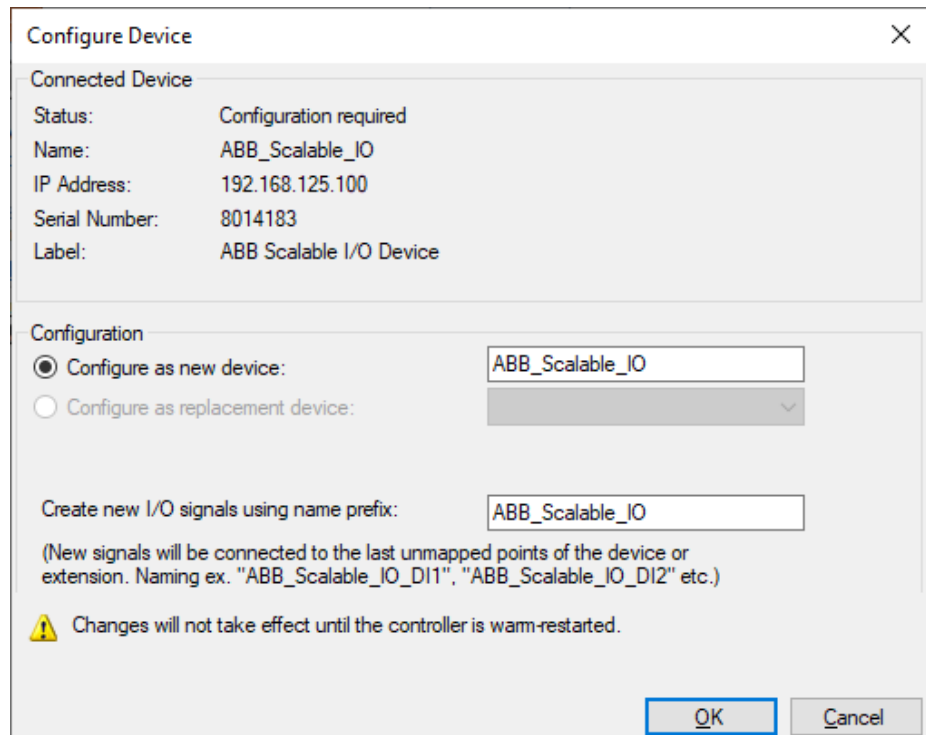 Configure Device
Connected Device
Status: Configuration required
Name: ABB_Scalable_IO
IP Address: 192.168.125.100
Serial Number: 8014183
Label: ABB Scalable I/O Device
Configuration
Configure as new device: ABB_Scalable_IO
Configure as replacement device:
Create new I/O signals using name prefix: ABB_Scalable_IO
(New signals will be connected to the last unmapped points of the device or
extension. Naming ex. "ABB_Scalable_IO_DI1", "ABB_Scalable_IO_DI2" etc.)
Changes will not take effect until the controller is warm-restarted.
OK Cancel